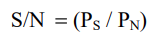 S/N = (PS / PN)